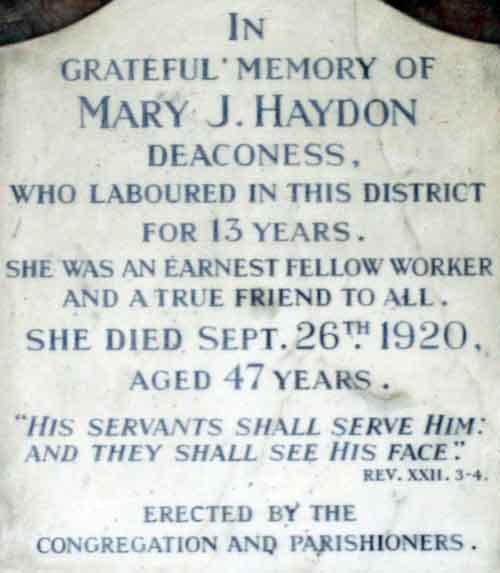 IN
GRATEFUL MEMORY OF
MARY J. HAYDON
DEACONESS,
WHO LABOURED IN THIS DISTRICT
FOR 13 YEARS.
SHE WAS AN EARNEST FELLOW WORKER
AND A TRUE FRIEND TO ALL.
SHE DIED SEPT. 26TH. 1920,
AGED 47 YEARS.
"HIS SERVANTS SHALL SERVE HIM:
AND THEY SHALL SEE HIS FACE."
REV. XXII. 3-4.
ERECTED BY THE
CONGREGATION AND PARISHIONERS.